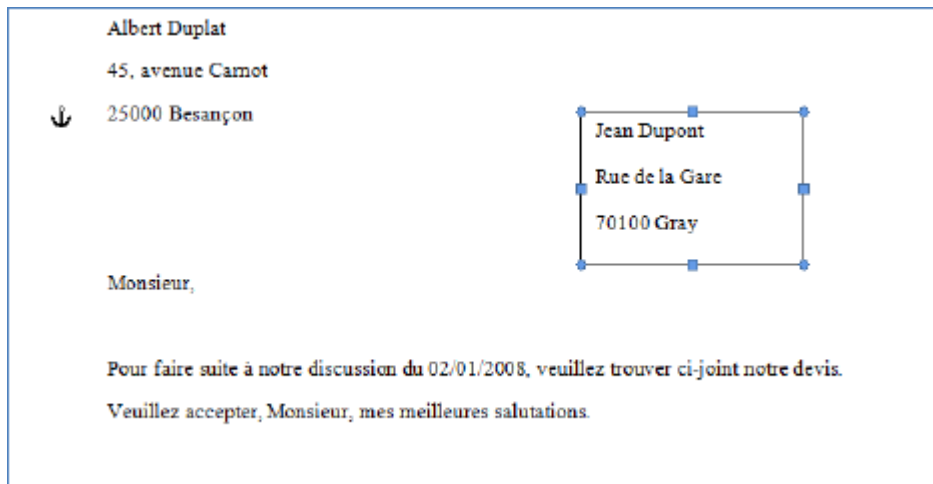 Albert Duplat
45, avenue Carnot
25000 Besançon
Jean Dupont
Rue de la Gare
70100 Gray
Monsieur,
Pour faire suite à notre discussion du 02/01/2008, veuillez trouver ci-joint notre devis.
Veuillez accepter, Monsieur, mes meilleures salutations.